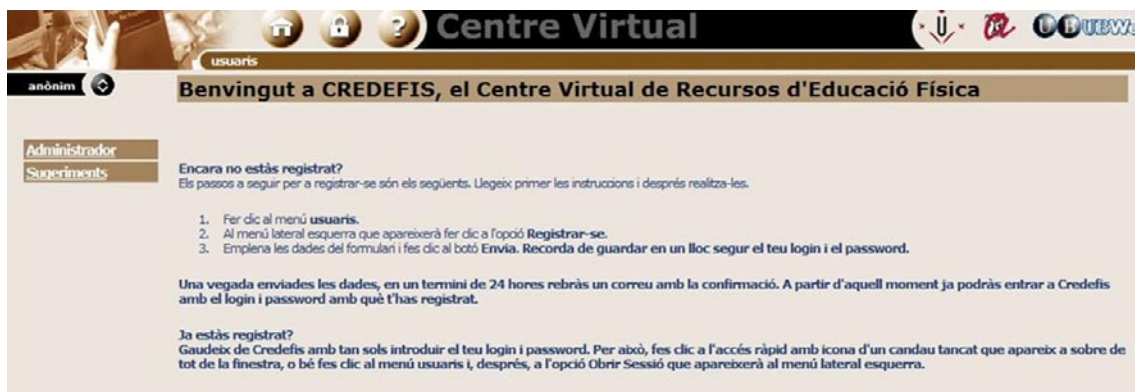 Centre Virtual
usuaris
anònim
Benvingut a CREDEFIS, el Centre Virtual de Recursos d'Educació Física
Administrador
Sugeriments
Encara no estàs registrat?
Els passos a seguir per a registrar-se són els següents. Llegeix primer les instruccions i després realitza-les.
1. Fer clic al menú usuaris.
2. Al menú lateral esquerra que apareixerà fer clic a l'opció Registrar-se.
3. Emplena les dades del formulari i fes clic al botó Envia. Recorda de guardar en un lloc segur el teu login i el password.
Una vegada enviades les dades, en un termini de 24 hores rebràs un correu amb la confirmació. A partir d'aquell moment ja podràs entrar a Credefis
amb el login i password amb què t'has registrat.
Ja estàs registrat?
Gaudeix de Credefis amb tan sols introduir el teu login i password. Per això, fes clic a l'accés ràpid amb icona d'un candau tancat que apareix a sobre de
tot de la finestra, o bé fes clic al menú usuaris i, després, a l'opció Obrir Sessió que apareixerà al menú lateral esquerra.